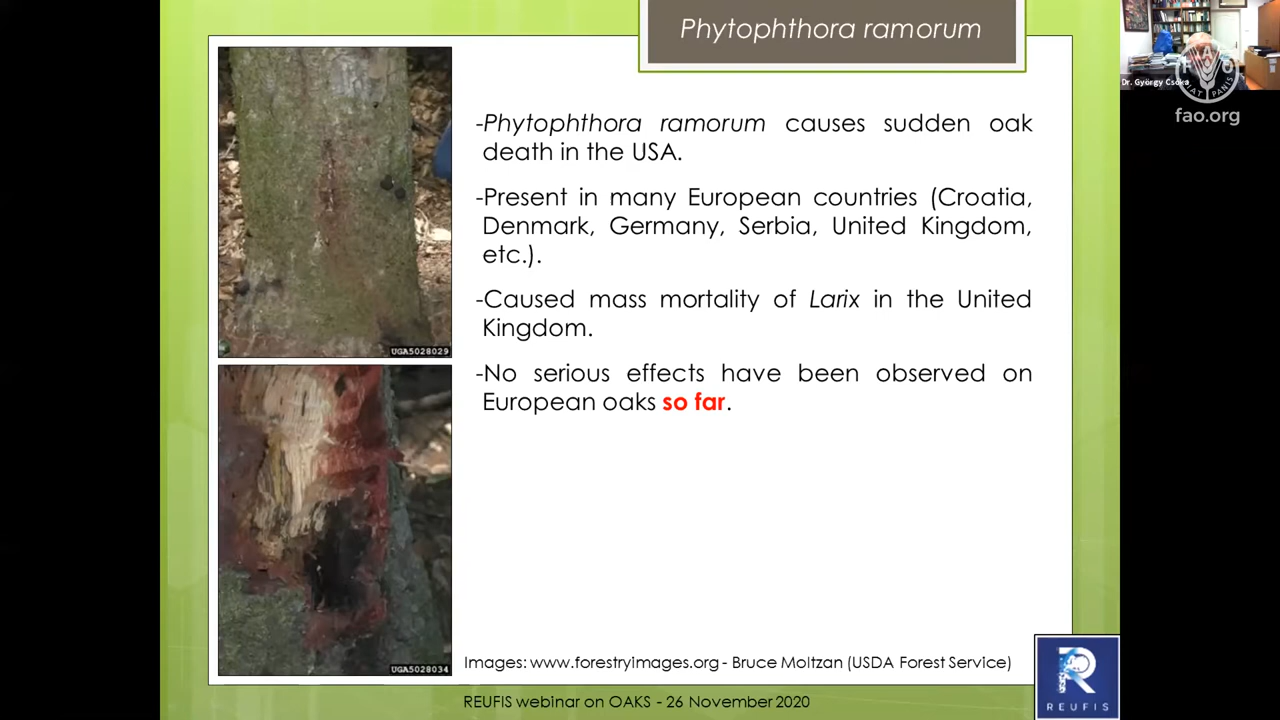 Phytophthora ramorum
Dr. György Csóka
fao.org
-Phytophthora ramorum causes sudden oak
death in the USA.
-Present in many European countries (Croatia,
Denmark, Germany, Serbia, United Kingdom,
etc.).
-Caused mass mortality of Larix in the United
Kingdom.
-No serious effects have been observed on
European oaks so far.
UGA5028029
UGA5028034
Images: www.forestryimages.org - Bruce Moltzan (USDA Forest Service)
REUFIS webinar on OAKS - 26 November 2020
REUFIS